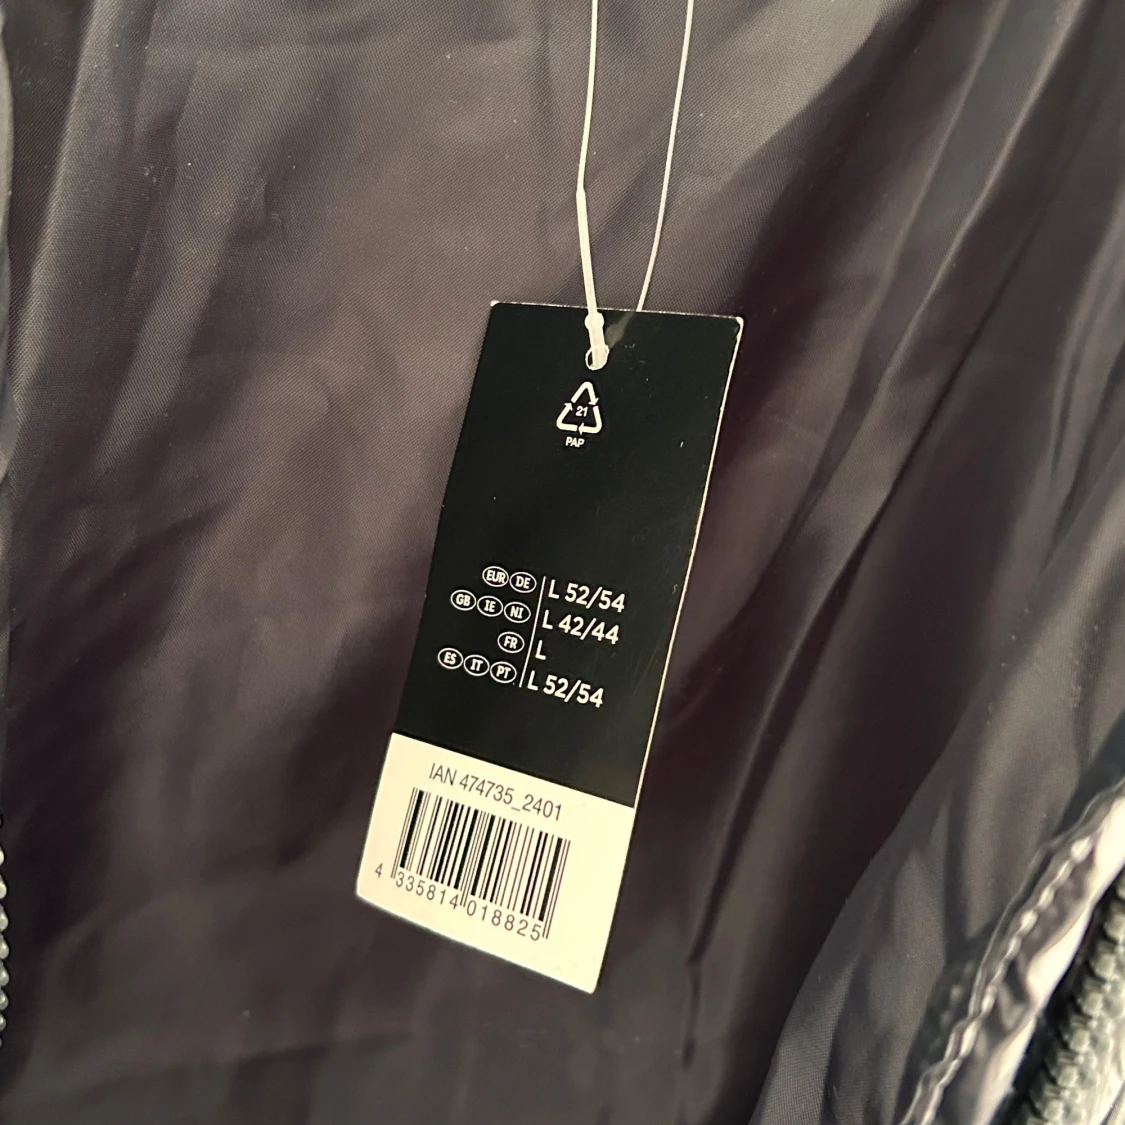 21
PAP
EUR DE L 52/54
GB IE NI L 42/44
FR L
ES IT PT L 52/54
IAN 474735_2401
4 335814 018825